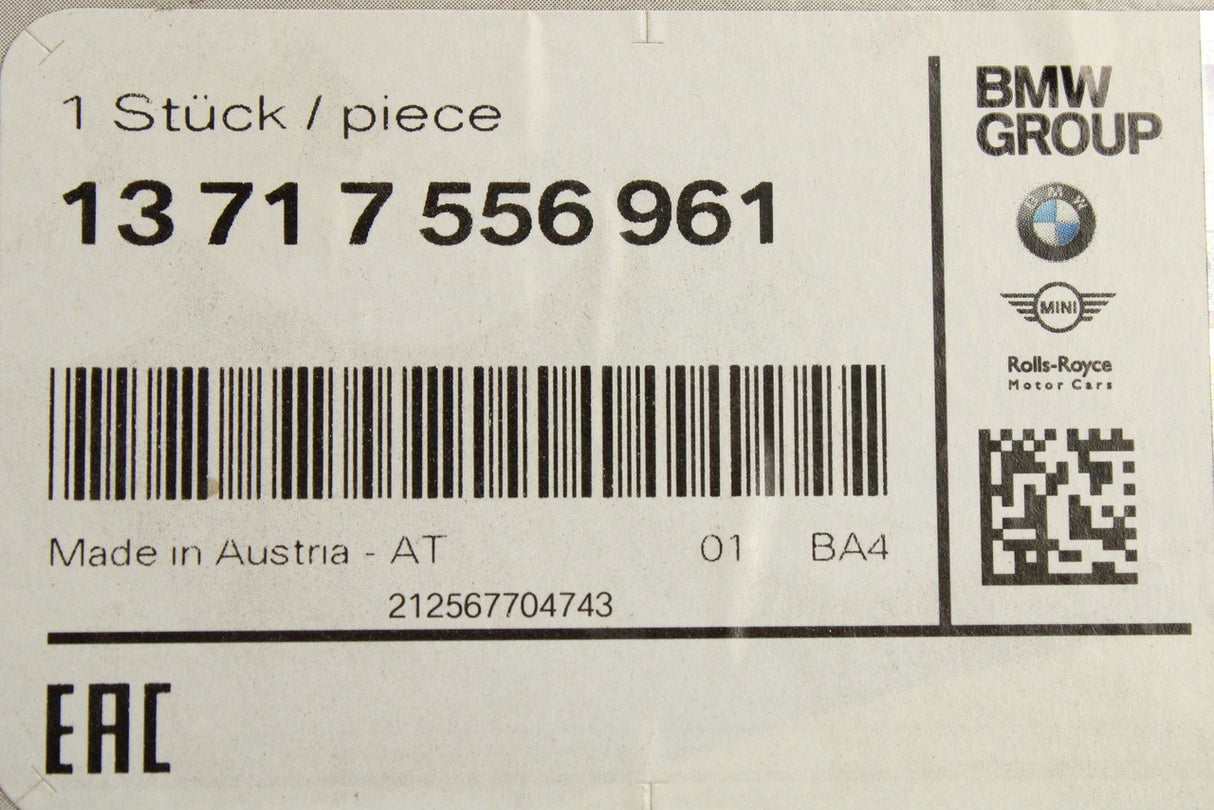 1 Stück / piece
13 71 7 556 961
Made in Austria - AT 01 BA4
212567704743
EAC
BMW
GROUP
BMW
MINI
Rolls-Royce
Motor Cars